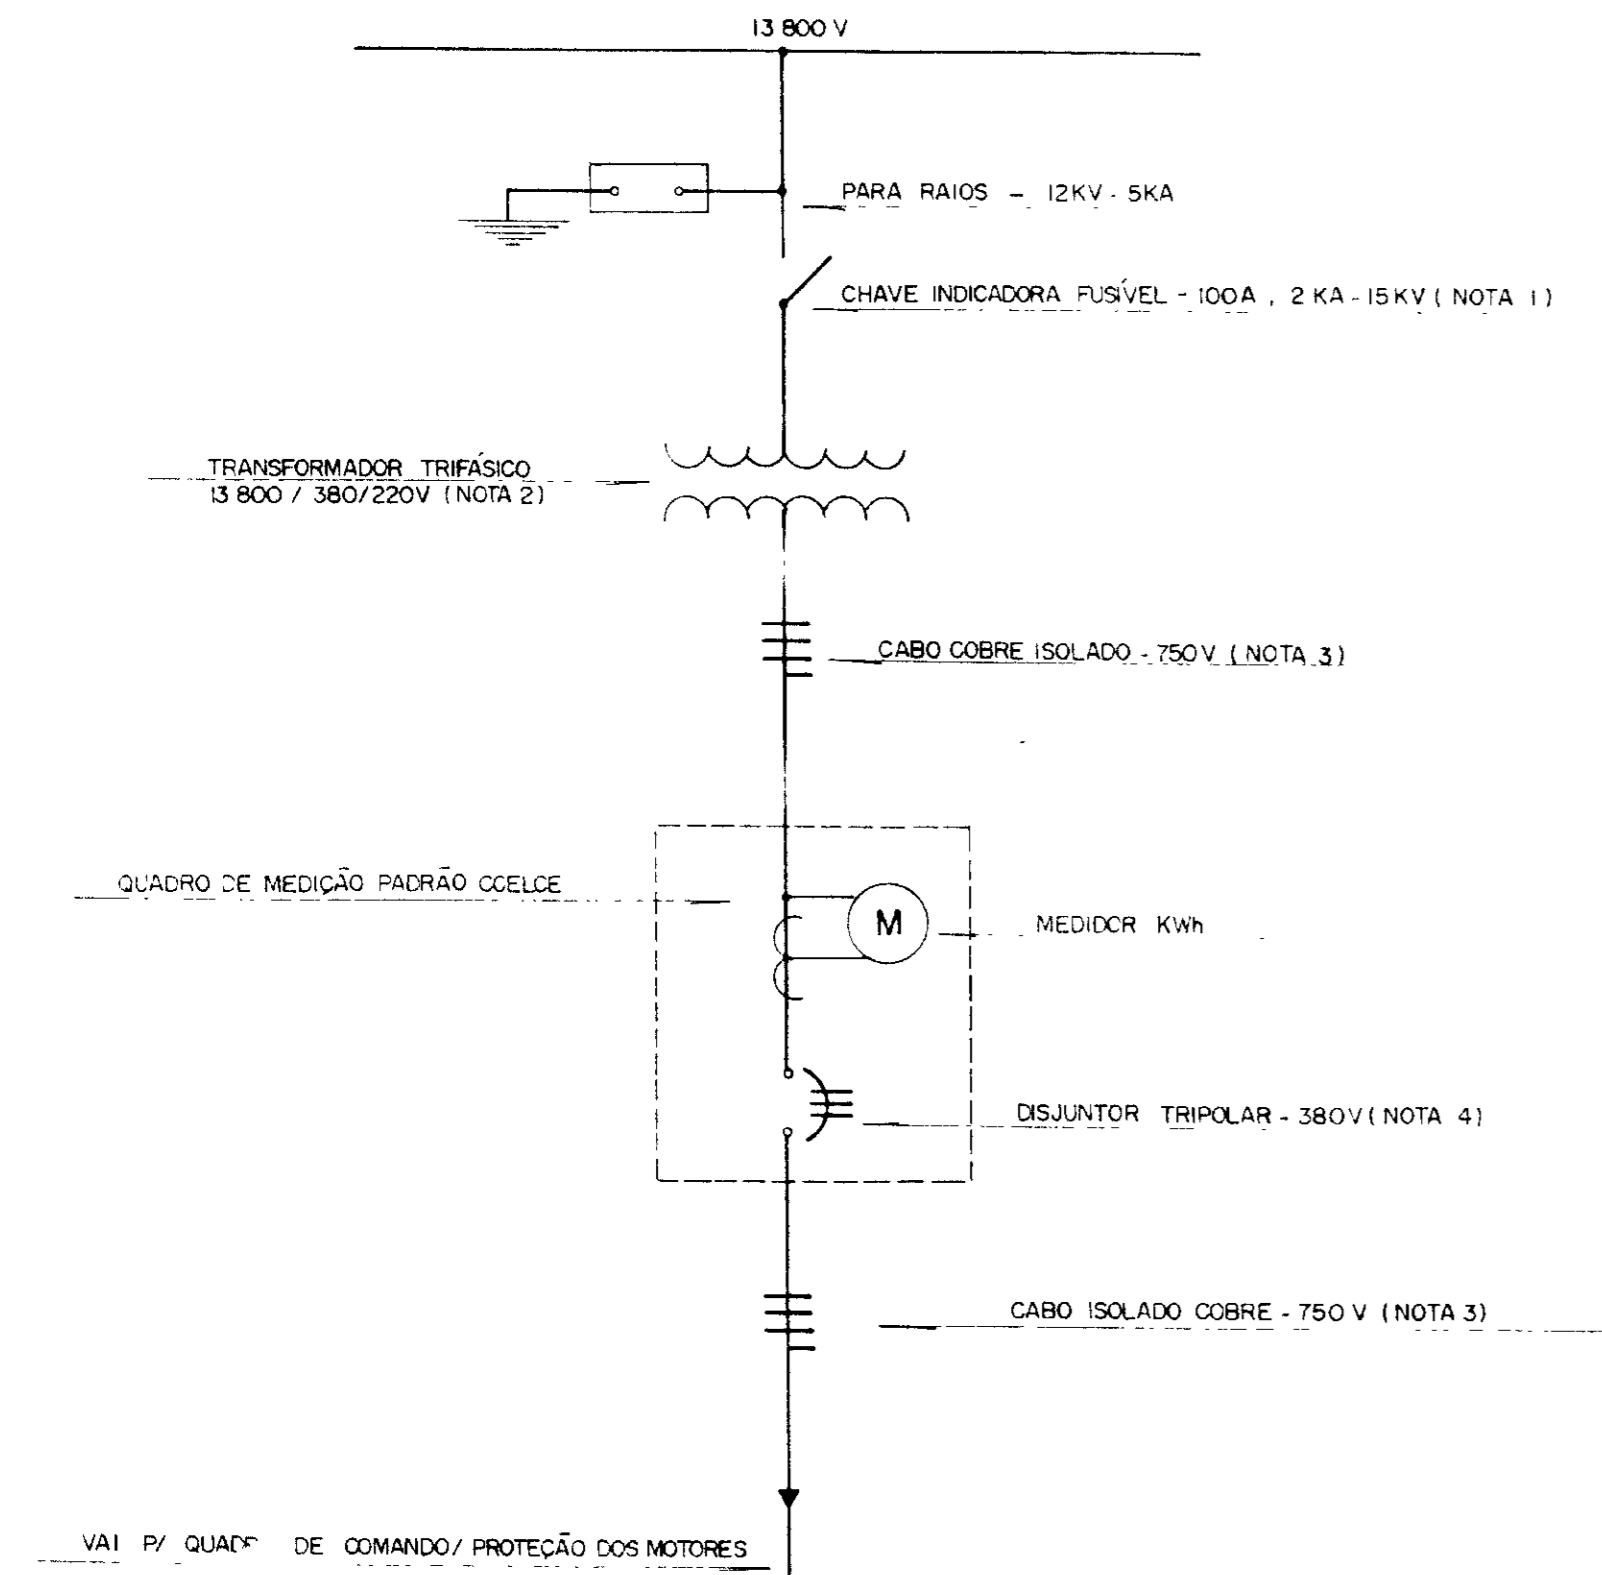 13 800 V
PARA RAIOS - 12KV - 5KA
CHAVE INDICADORA FUSÍVEL - 100A , 2 KA - 15KV ( NOTA 1 )
TRANSFORMADOR TRIFÁSICO
13 800 / 380/220V (NOTA 2)
CABO COBRE ISOLADO - 750V ( NOTA 3 )
QUADRO DE MEDIÇÃO PADRÃO
M
MEDIDOR KWh
DISJUNTOR TRIPOLAR - 380V ( NOTA 4)
CABO ISOLADO COBRE - 750 V (NOTA 3)
VAI P/ DE COMANDO/ PROTEÇÃO DOS MOTORES